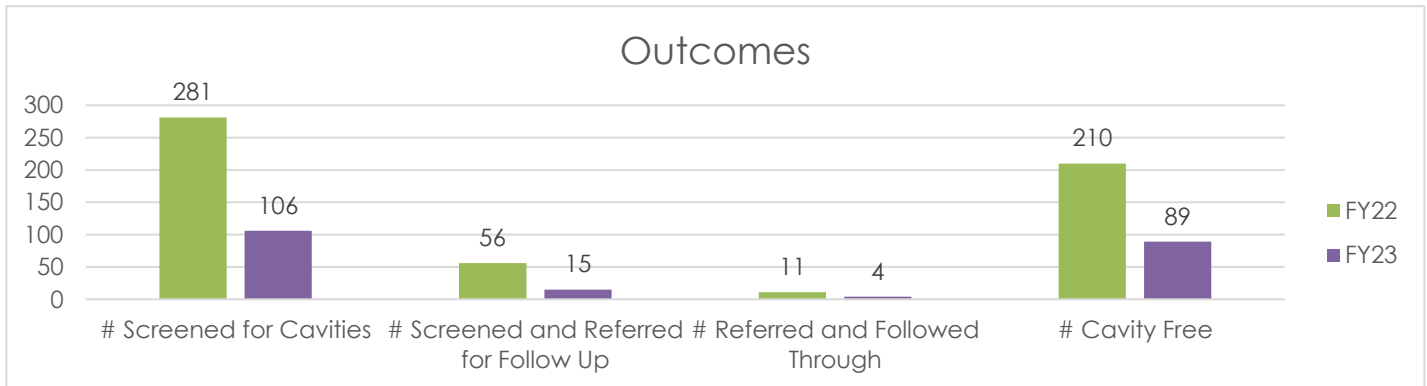 Outcomes
300
250
200
150
100
50
0
281
106
56
15
11
4
210
89
# Screened for Cavities
# Screened and Referred
for Follow Up
# Referred and Followed
Through
# Cavity Free
FY22
FY23